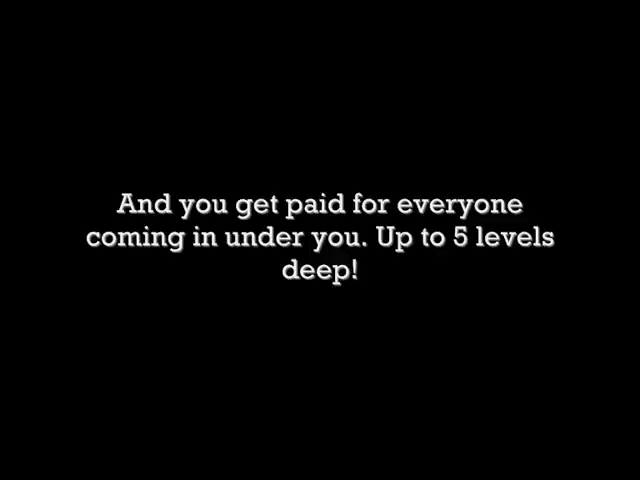 And you get paid for everyone
coming in under you. Up to 5 levels
deep!